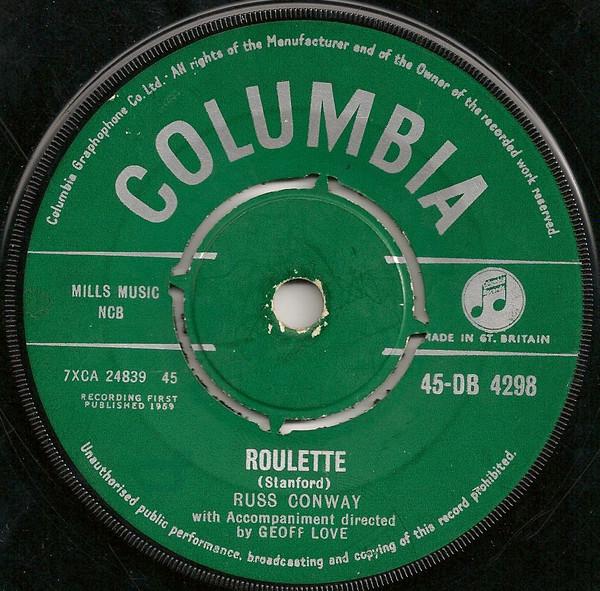 Columbia Graphophone Co. Ltd. · All rights of the Manufacturer and of the Owner of the recorded work reserved.
COLUMBIA
MILLS MUSIC
NCB
MADE IN GT. BRITAIN
7XCA 24839 45
45-DB 4298
RECORDING FIRST
PUBLISHED 1959
ROULETTE
(Stanford)
RUSS CONWAY
with Accompaniment directed
by GEOFF LOVE
Unauthorised public performance, broadcasting and copying of this record prohibited.